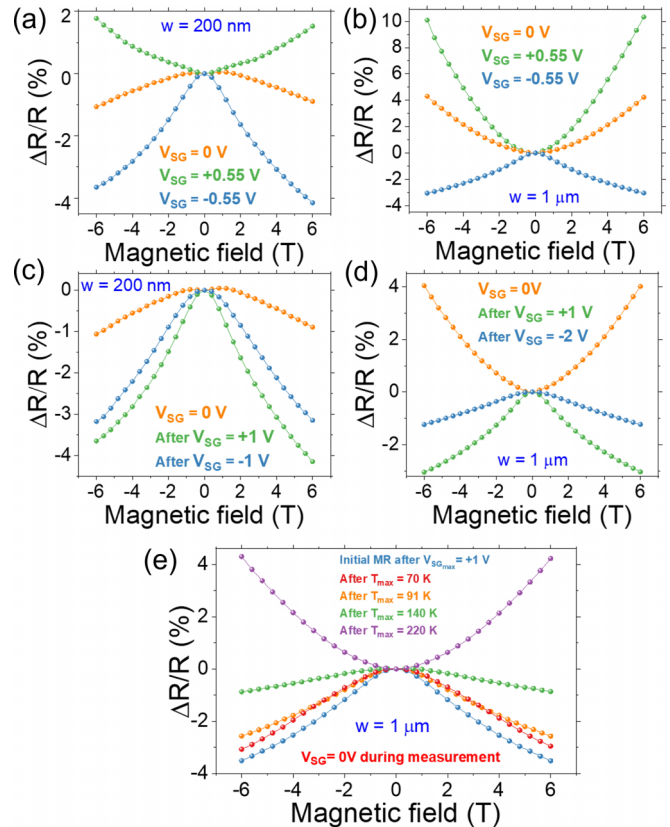 (a)
2
0
-2
-4
ΔR/R (%)
w = 200 nm
V_SG = 0 V
V_SG = +0.55 V
V_SG = -0.55 V
-6 -4 -2 0 2 4 6
Magnetic field (T)
(b)
10
8
6
4
2
0
-2
-4
ΔR/R (%)
V_SG = 0 V
V_SG = +0.55 V
V_SG = -0.55 V
w = 1 μm
-6 -4 -2 0 2 4 6
Magnetic field (T)
(c)
0
-1
-2
-3
-4
ΔR/R (%)
w = 200 nm
V_SG = 0 V
After V_SG = +1 V
After V_SG = -1 V
-6 -4 -2 0 2 4 6
Magnetic field (T)
(d)
4
2
0
-2
ΔR/R (%)
V_SG = 0V
After V_SG = +1 V
After V_SG = -2 V
w = 1 μm
-6 -4 -2 0 2 4 6
Magnetic field (T)
(e)
4
2
0
-2
-4
ΔR/R (%)
Initial MR after V_SG_max = +1 V
After T_max = 70 K
After T_max = 91 K
After T_max = 140 K
After T_max = 220 K
w = 1 μm
V_SG = 0V during measurement
-6 -4 -2 0 2 4 6
Magnetic field (T)